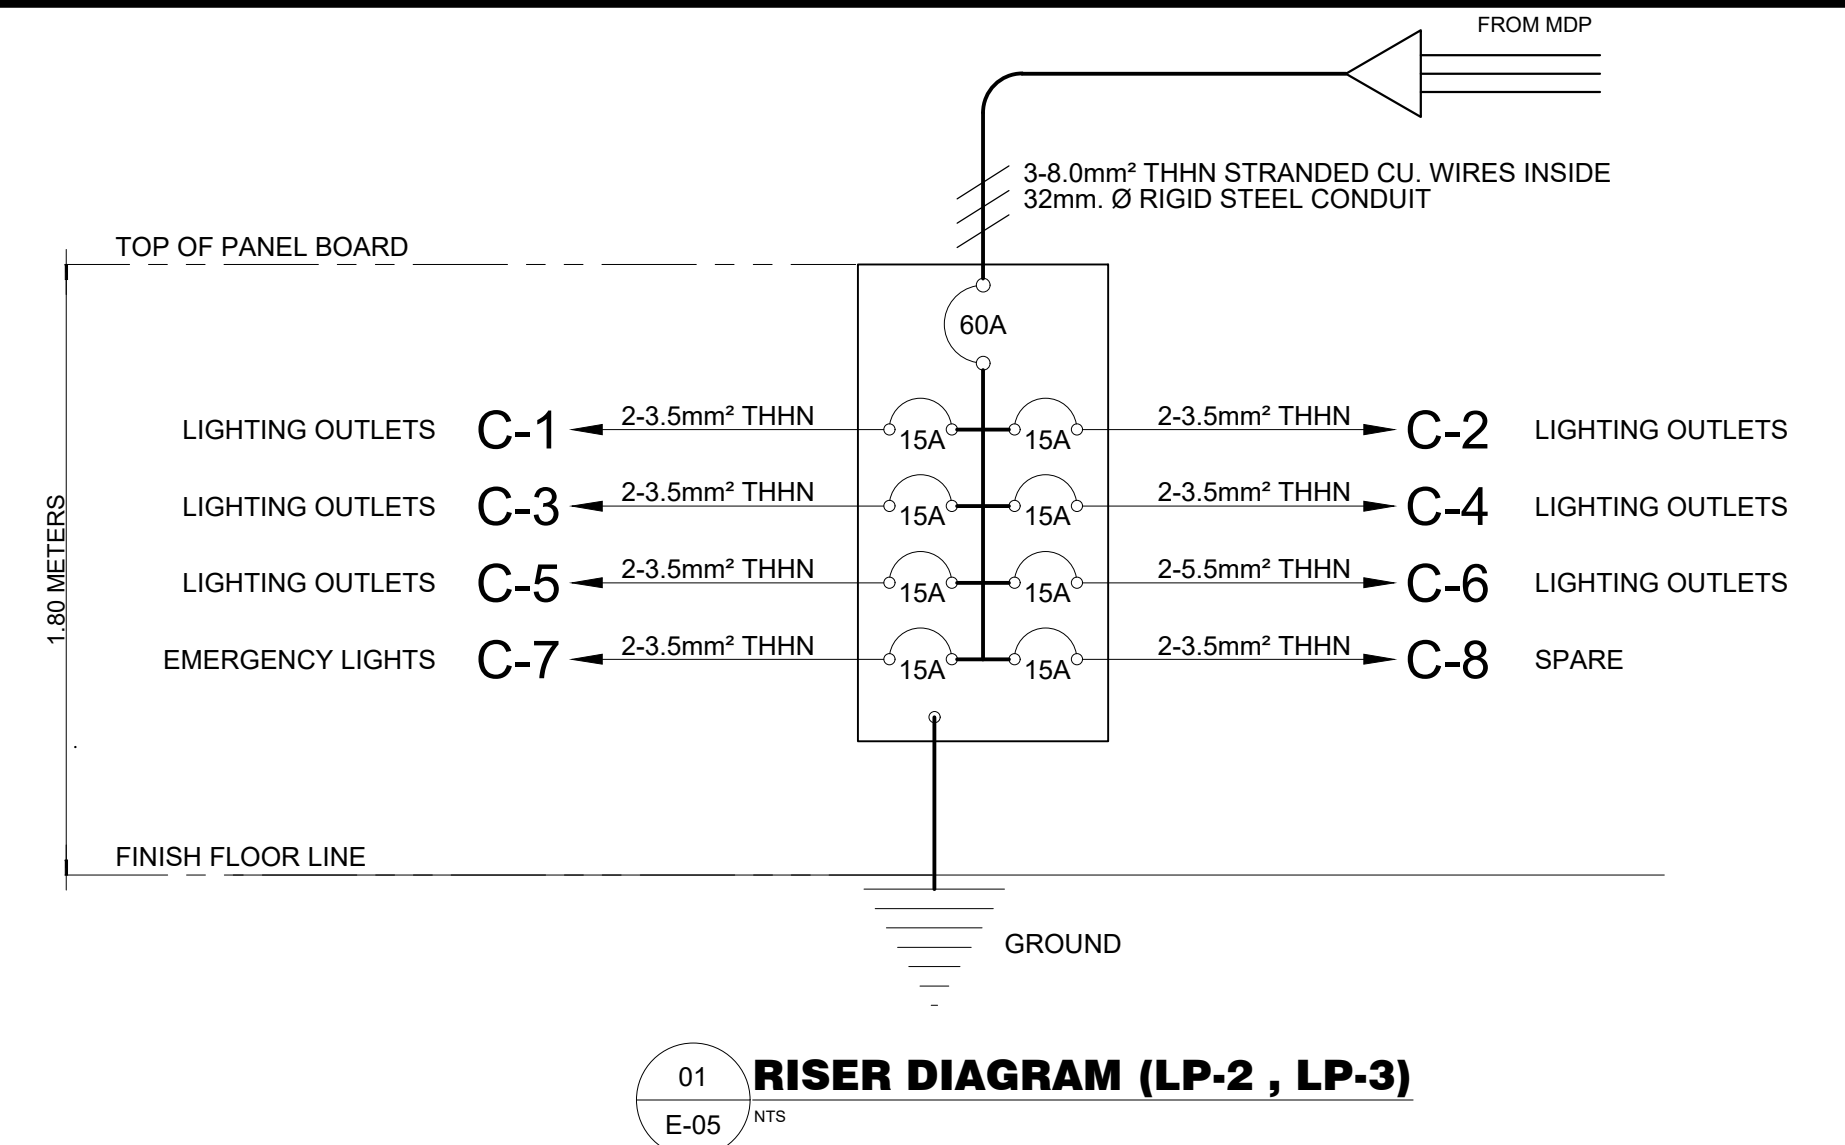 FROM MDP
3-8.0mm² THHN STRANDED CU. WIRES INSIDE
32mm. Ø RIGID STEEL CONDUIT
TOP OF PANEL BOARD
60A
LIGHTING OUTLETS C-1 2-3.5mm² THHN 15A 15A 2-3.5mm² THHN C-2 LIGHTING OUTLETS
LIGHTING OUTLETS C-3 2-3.5mm² THHN 15A 15A 2-3.5mm² THHN C-4 LIGHTING OUTLETS
LIGHTING OUTLETS C-5 2-3.5mm² THHN 15A 15A 2-5.5mm² THHN C-6 LIGHTING OUTLETS
EMERGENCY LIGHTS C-7 2-3.5mm² THHN 15A 15A 2-3.5mm² THHN C-8 SPARE
1.80 METERS
FINISH FLOOR LINE
GROUND
01
E-05
RISER DIAGRAM (LP-2 , LP-3)
NTS